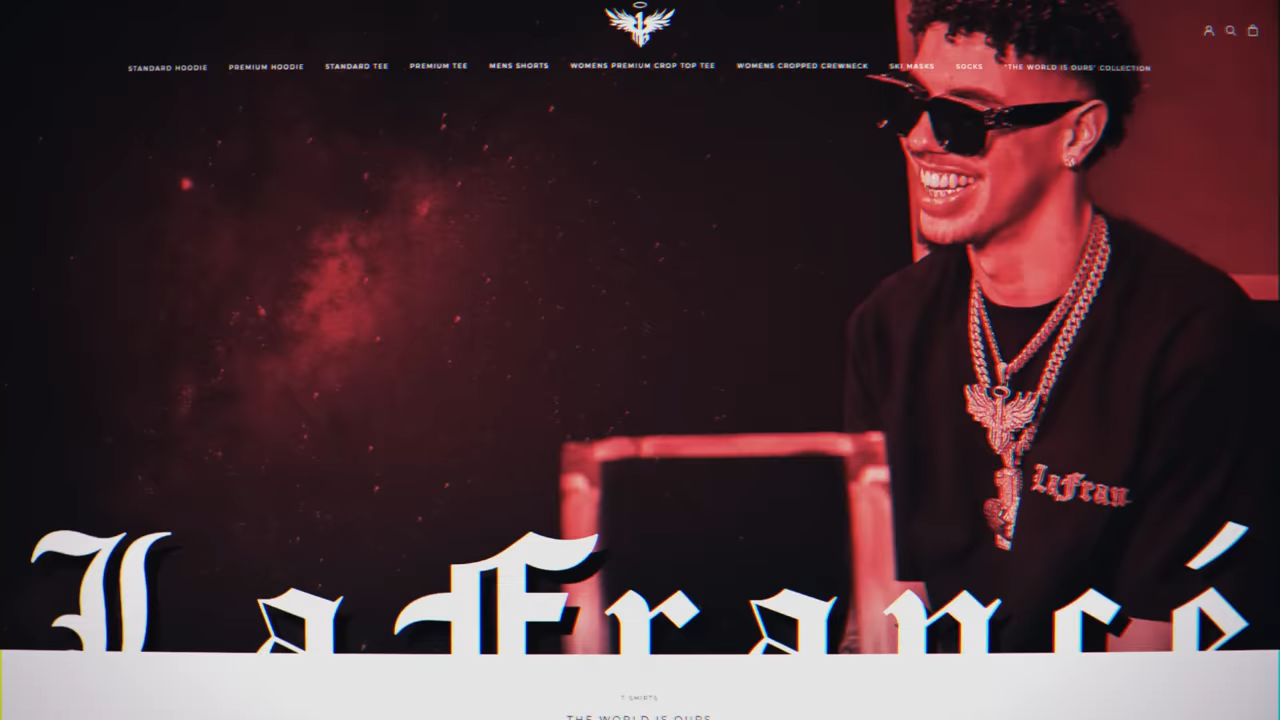 STANDARD HOODIE PREMIUM HOODIE STANDARD TEE PREMIUM TEE MENS SHORTS WOMENS PREMIUM CROP TOP TEE WOMENS CROPPED CREWNECK SKI MASKS SOCKS "THE WORLD IS OURS" COLLECTION
LaFran
LaFrancé
T-SHIRTS
THE WORLD IS OURS